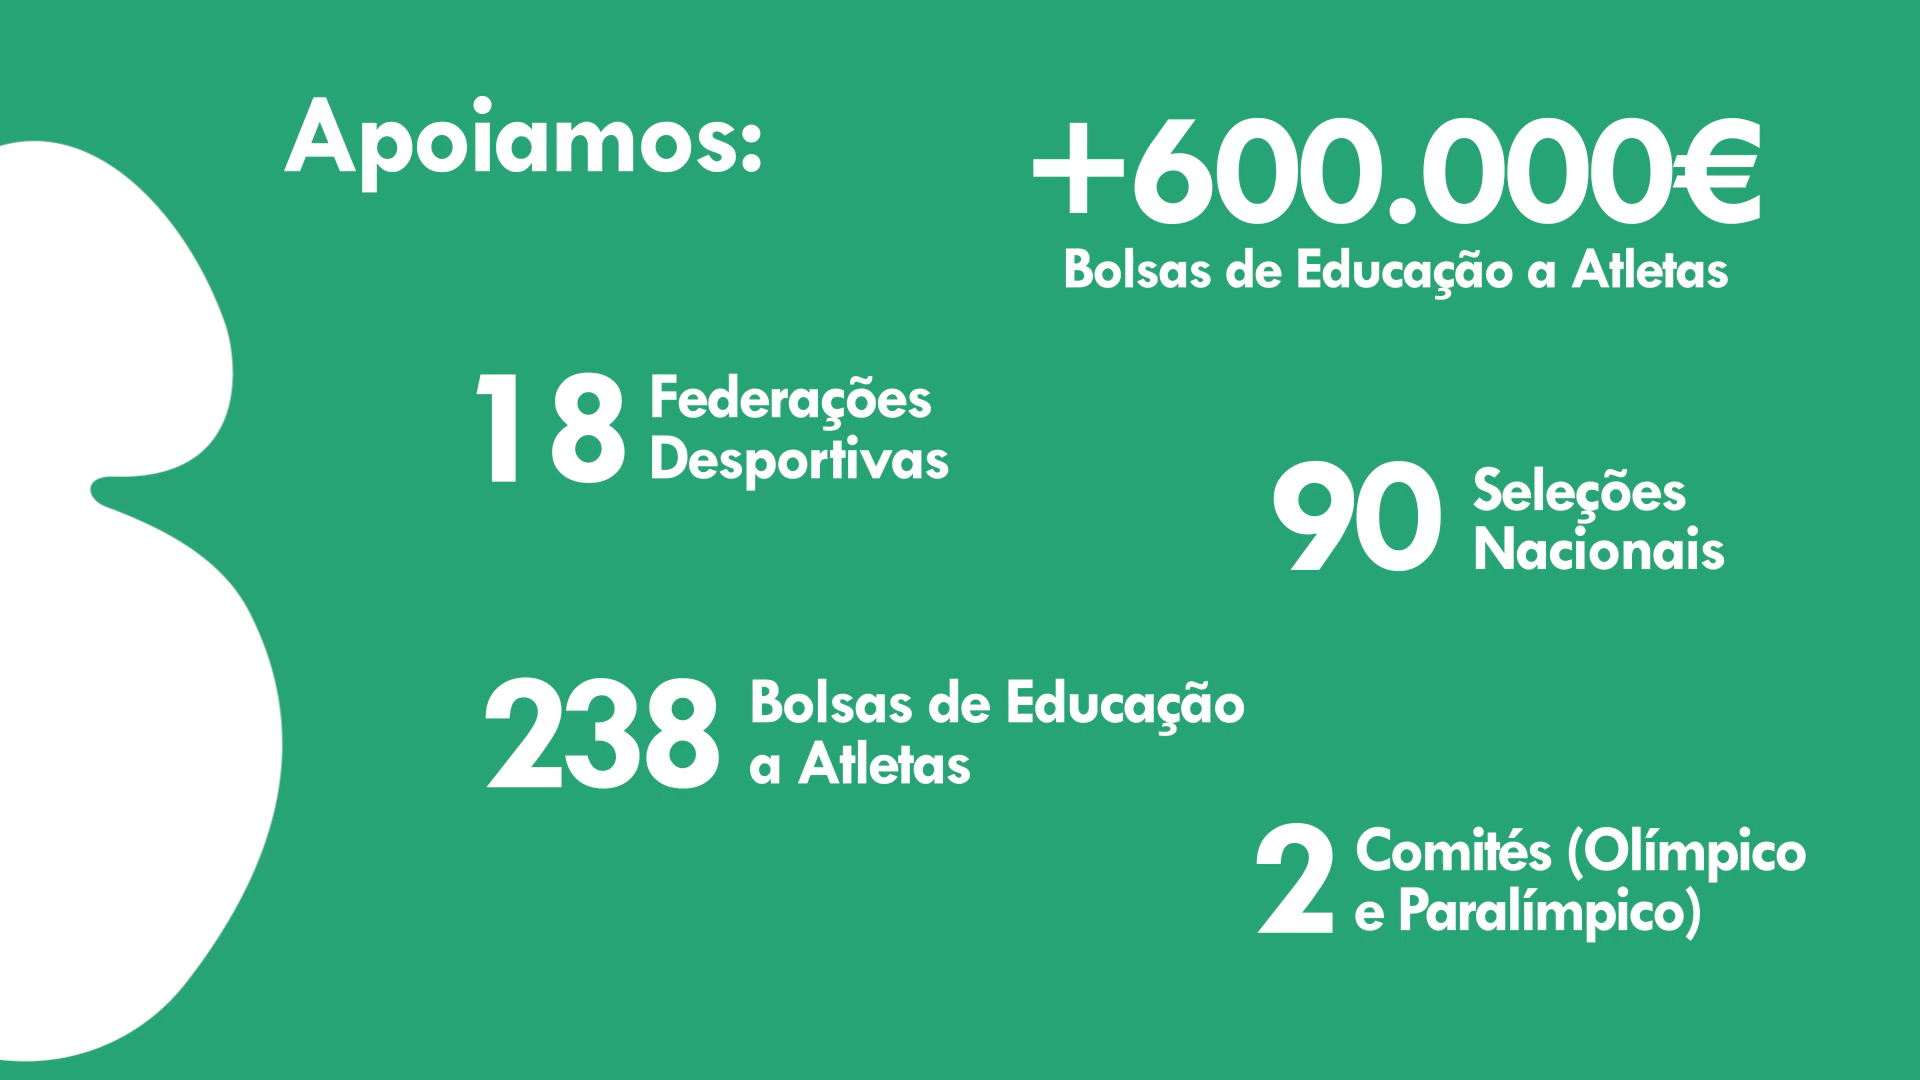 Apoiamos:
+600.000€
Bolsas de Educação a Atletas
18 Federações
Desportivas
90 Seleções
Nacionais
238 Bolsas de Educação
a Atletas
2 Comités (Olímpico
e Paralímpico)